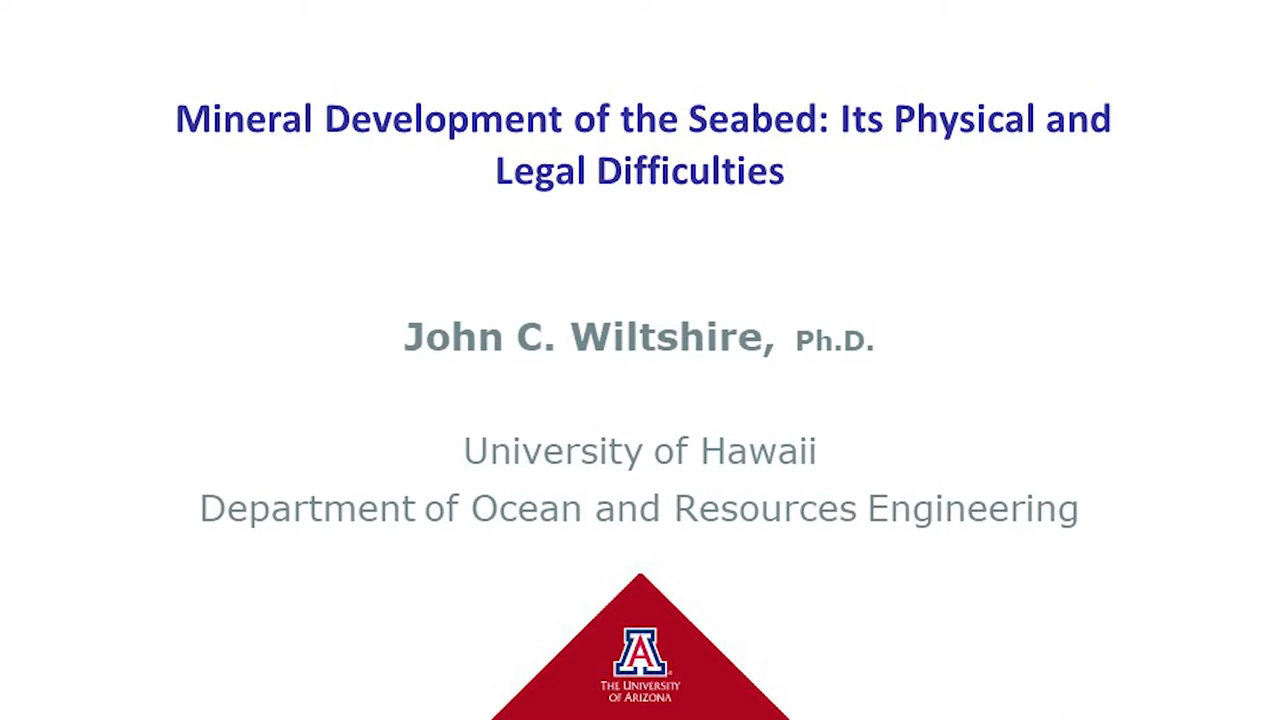 Mineral Development of the Seabed: Its Physical and
Legal Difficulties
John C. Wiltshire, Ph.D.
University of Hawaii
Department of Ocean and Resources Engineering
A
THE UNIVERSITY
OF ARIZONA